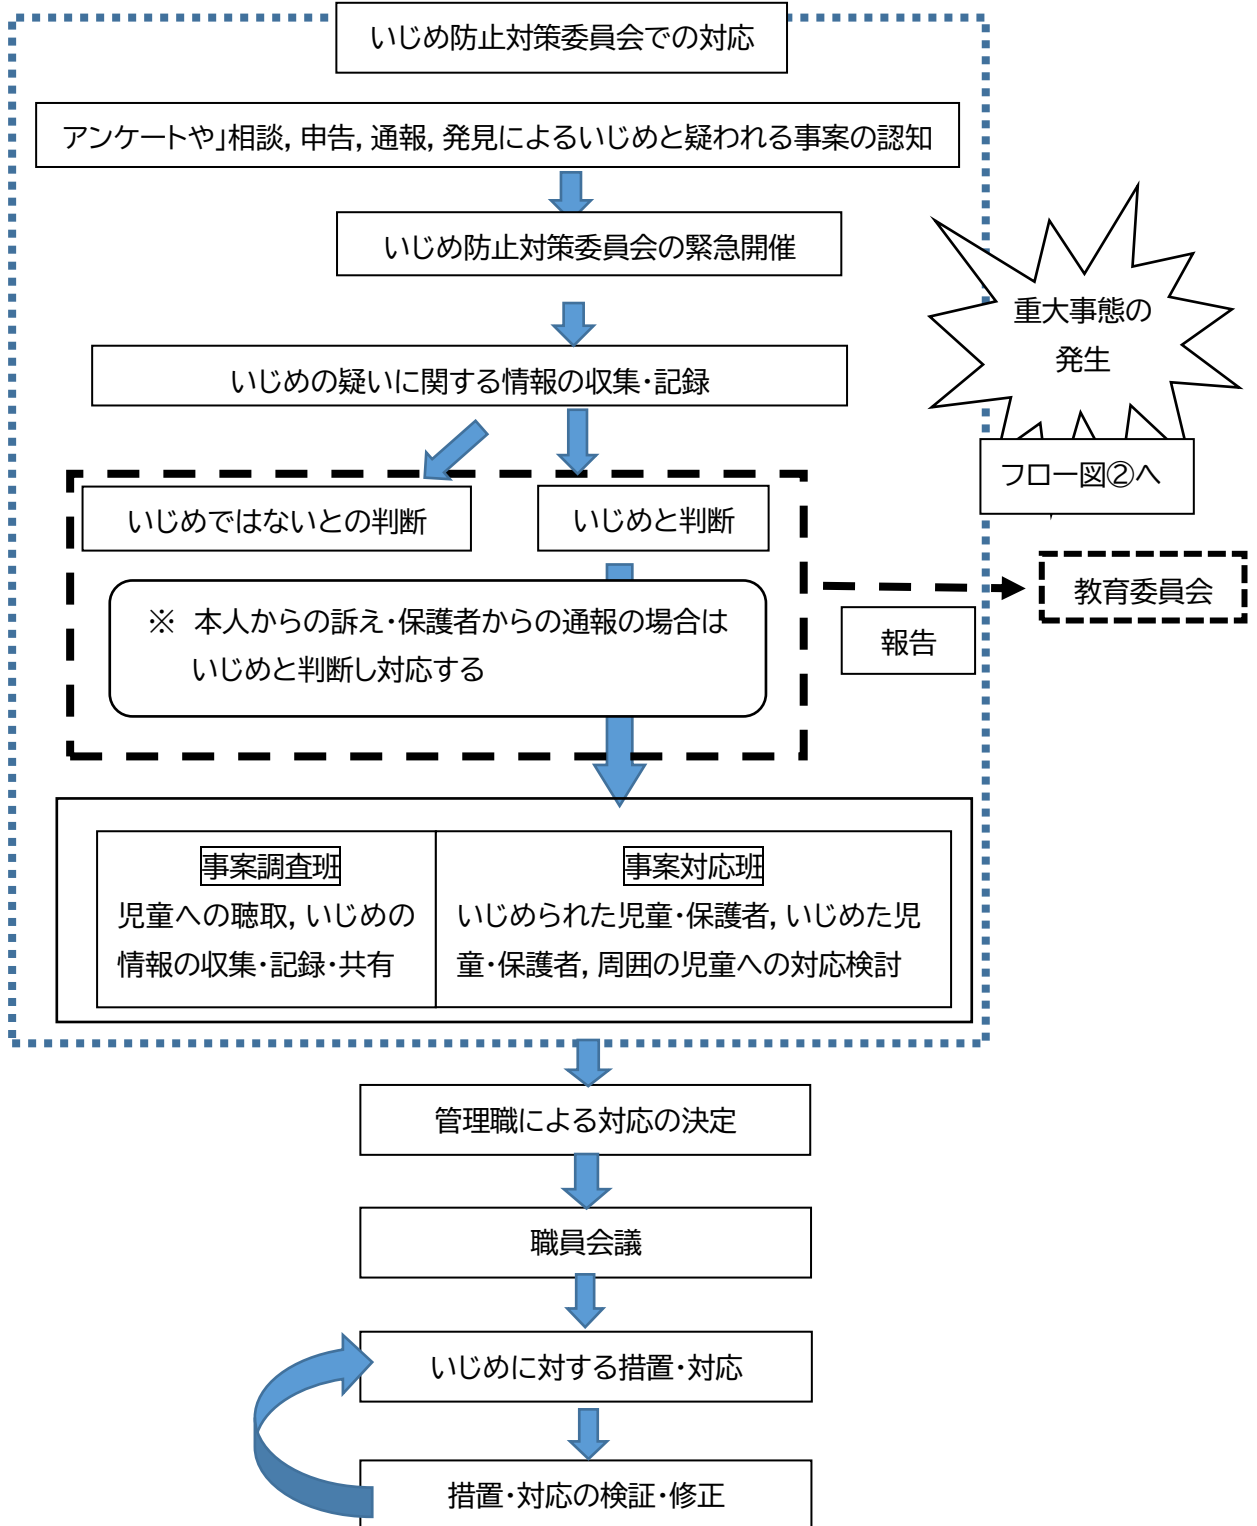 いじめ防止対策委員会での対応
アンケートや」相談, 申告, 通報, 発見によるいじめと疑われる事案の認知
いじめ防止対策委員会の緊急開催
重大事態の
発生
いじめの疑いに関する情報の収集・記録
フロー図②へ
いじめではないとの判断
いじめと判断
教育委員会
※ 本人からの訴え・保護者からの通報の場合は
いじめと判断し対応する
報告
事案調査班
児童への聴取, いじめの
情報の収集・記録・共有
事案対応班
いじめられた児童・保護者, いじめた児
童・保護者, 周囲の児童への対応検討
管理職による対応の決定
職員会議
いじめに対する措置・対応
措置・対応の検証・修正